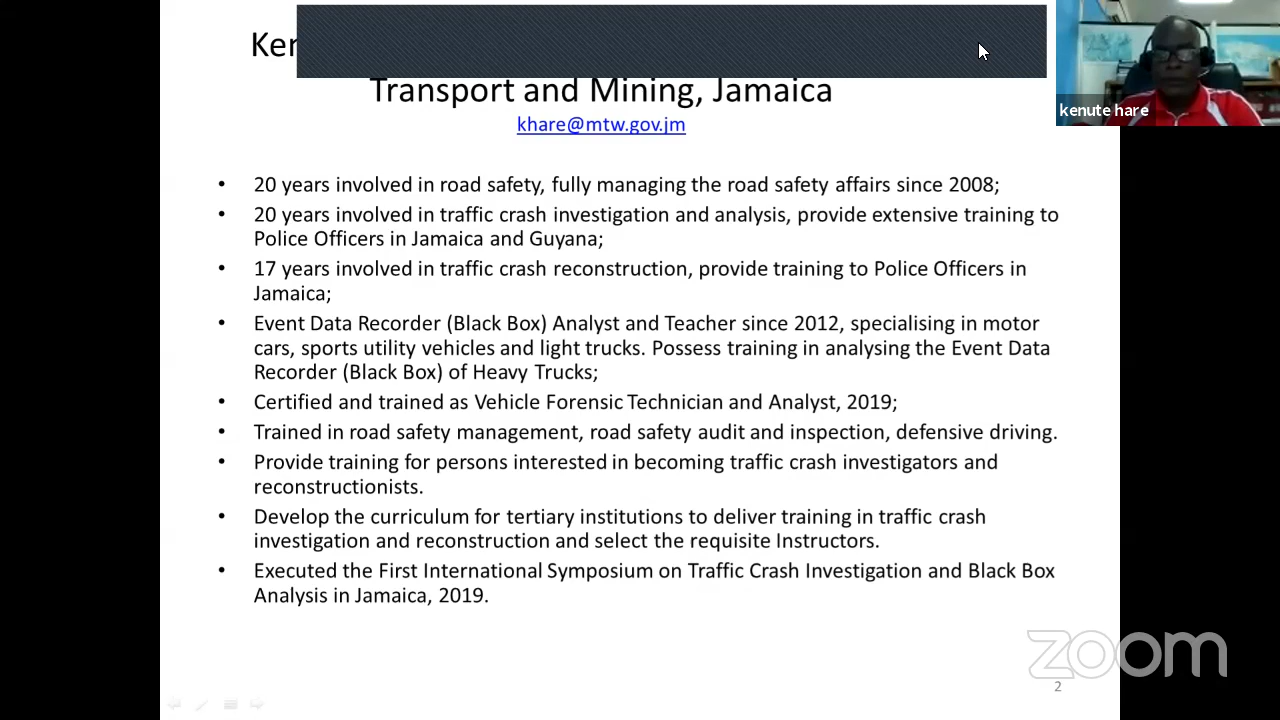 Ker
Transport and Mining, Jamaica
khare@mtw.gov.jm
kenute hare
• 20 years involved in road safety, fully managing the road safety affairs since 2008;
• 20 years involved in traffic crash investigation and analysis, provide extensive training to
Police Officers in Jamaica and Guyana;
• 17 years involved in traffic crash reconstruction, provide training to Police Officers in
Jamaica;
• Event Data Recorder (Black Box) Analyst and Teacher since 2012, specialising in motor
cars, sports utility vehicles and light trucks. Possess training in analysing the Event Data
Recorder (Black Box) of Heavy Trucks;
• Certified and trained as Vehicle Forensic Technician and Analyst, 2019;
• Trained in road safety management, road safety audit and inspection, defensive driving.
• Provide training for persons interested in becoming traffic crash investigators and
reconstructionists.
• Develop the curriculum for tertiary institutions to deliver training in traffic crash
investigation and reconstruction and select the requisite Instructors.
• Executed the First International Symposium on Traffic Crash Investigation and Black Box
Analysis in Jamaica, 2019.
zoom
2